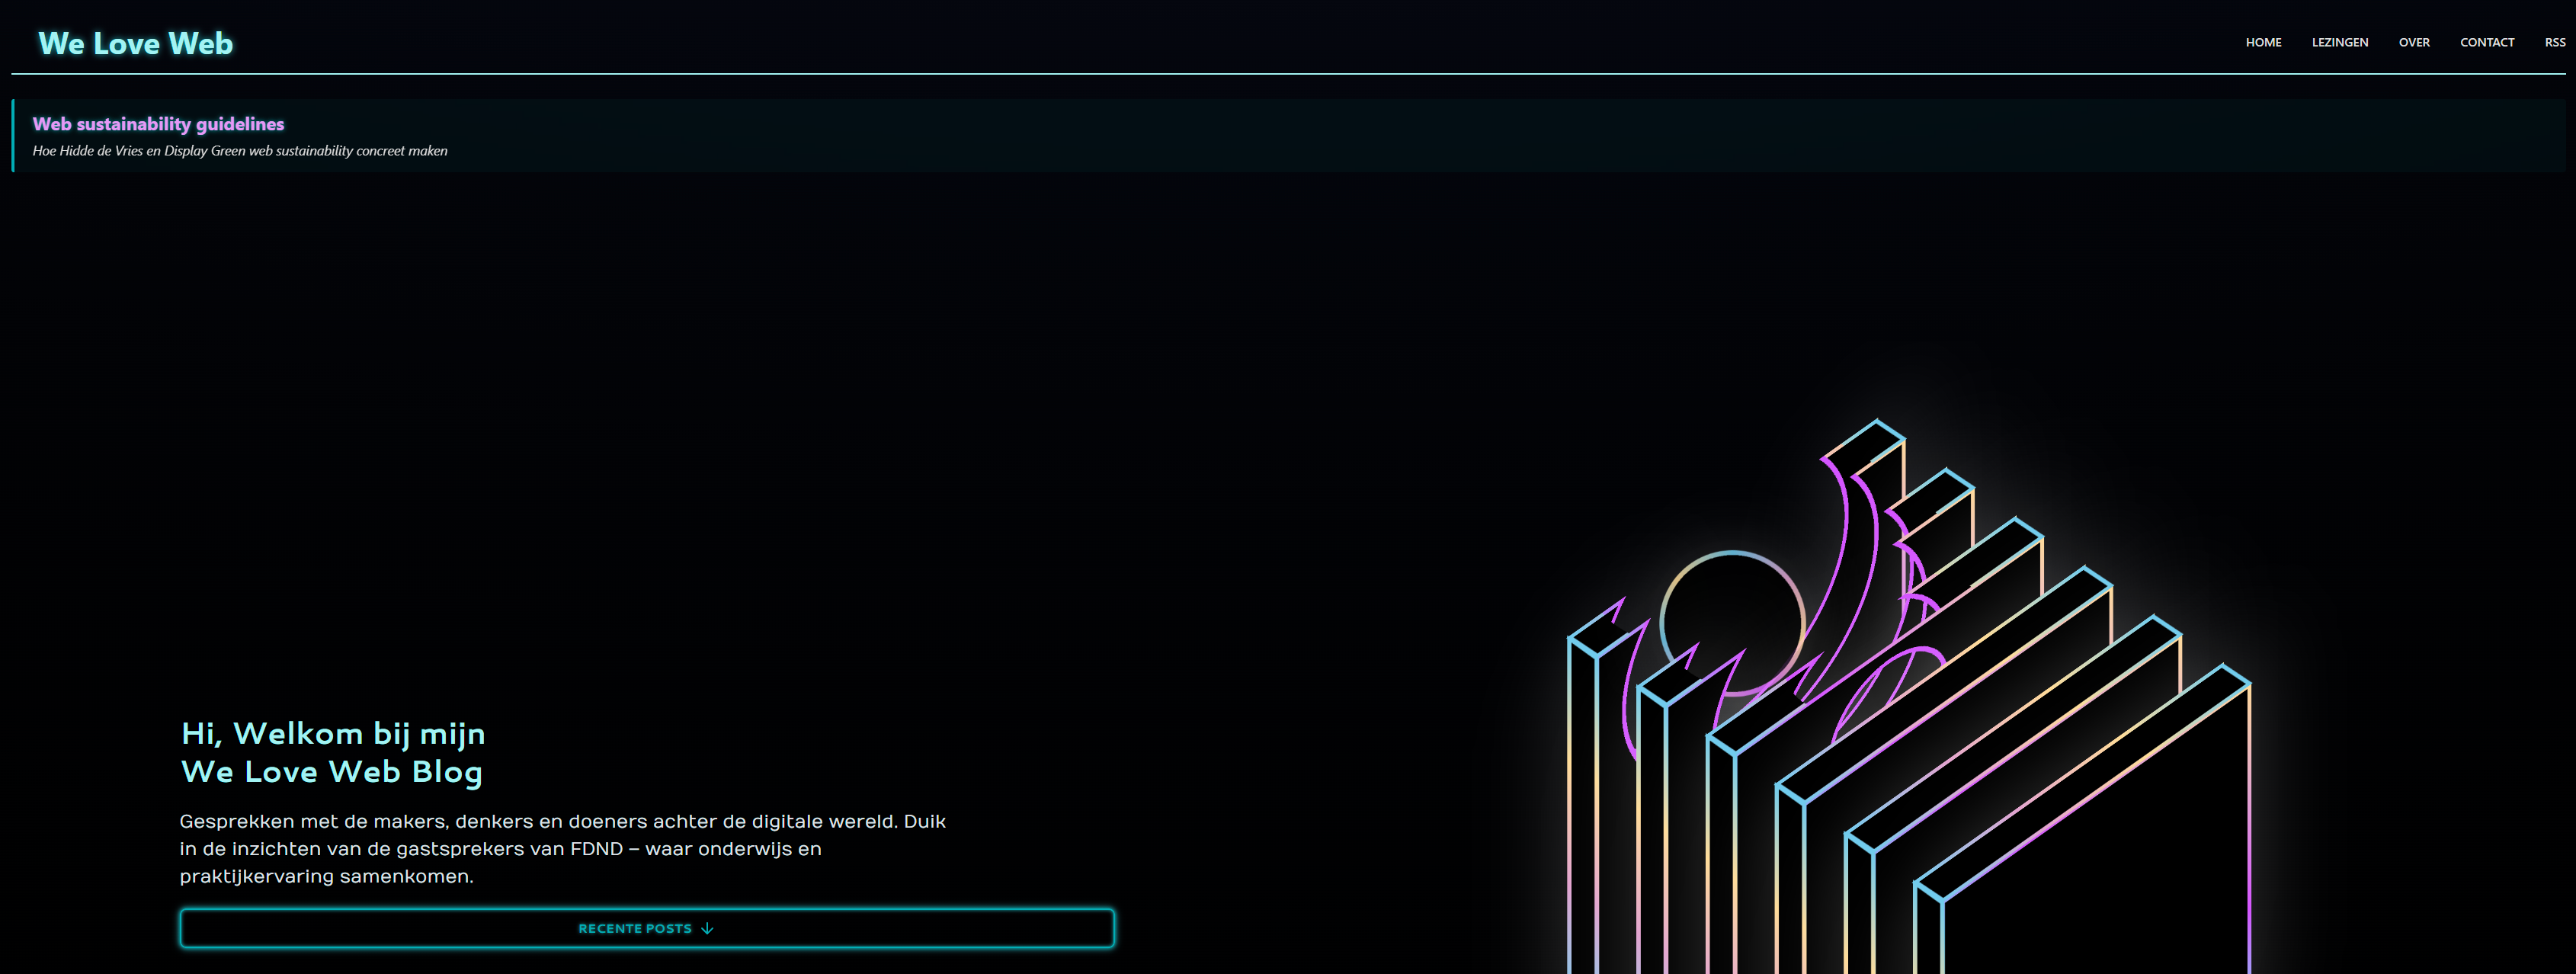 We Love Web
HOME LEZINGEN OVER CONTACT RSS
Web sustainability guidelines
Hoe Hidde de Vries en Display Green web sustainability concreet maken
Hi, Welkom bij mijn
We Love Web Blog
Gesprekken met de makers, denkers en doeners achter de digitale wereld. Duik
in de inzichten van de gastsprekers van FDND – waar onderwijs en
praktijkervaring samenkomen.
RECENTE POSTS ↓